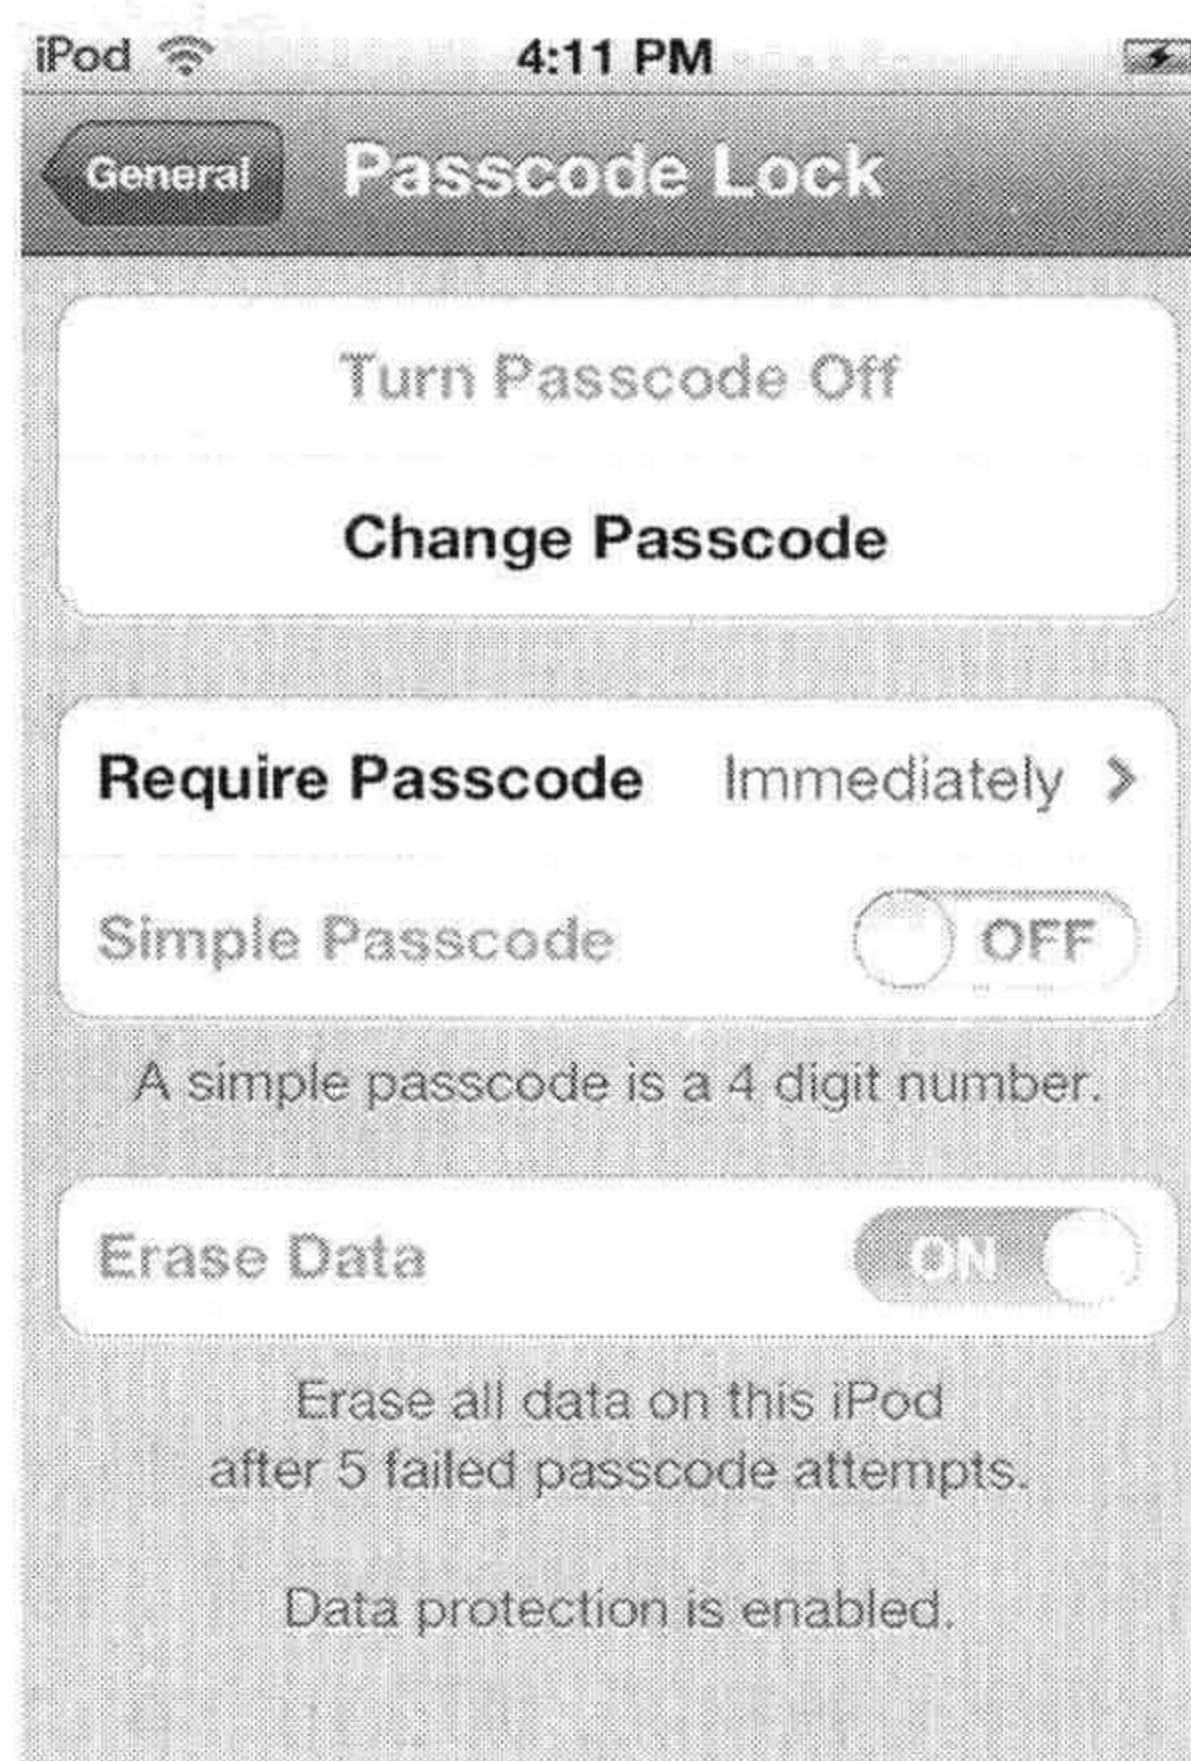 iPod 4:11 PM
General Passcode Lock
Turn Passcode Off
Change Passcode
Require Passcode Immediately >
Simple Passcode OFF
A simple passcode is a 4 digit number.
Erase Data ON
Erase all data on this iPod
after 5 failed passcode attempts.
Data protection is enabled.